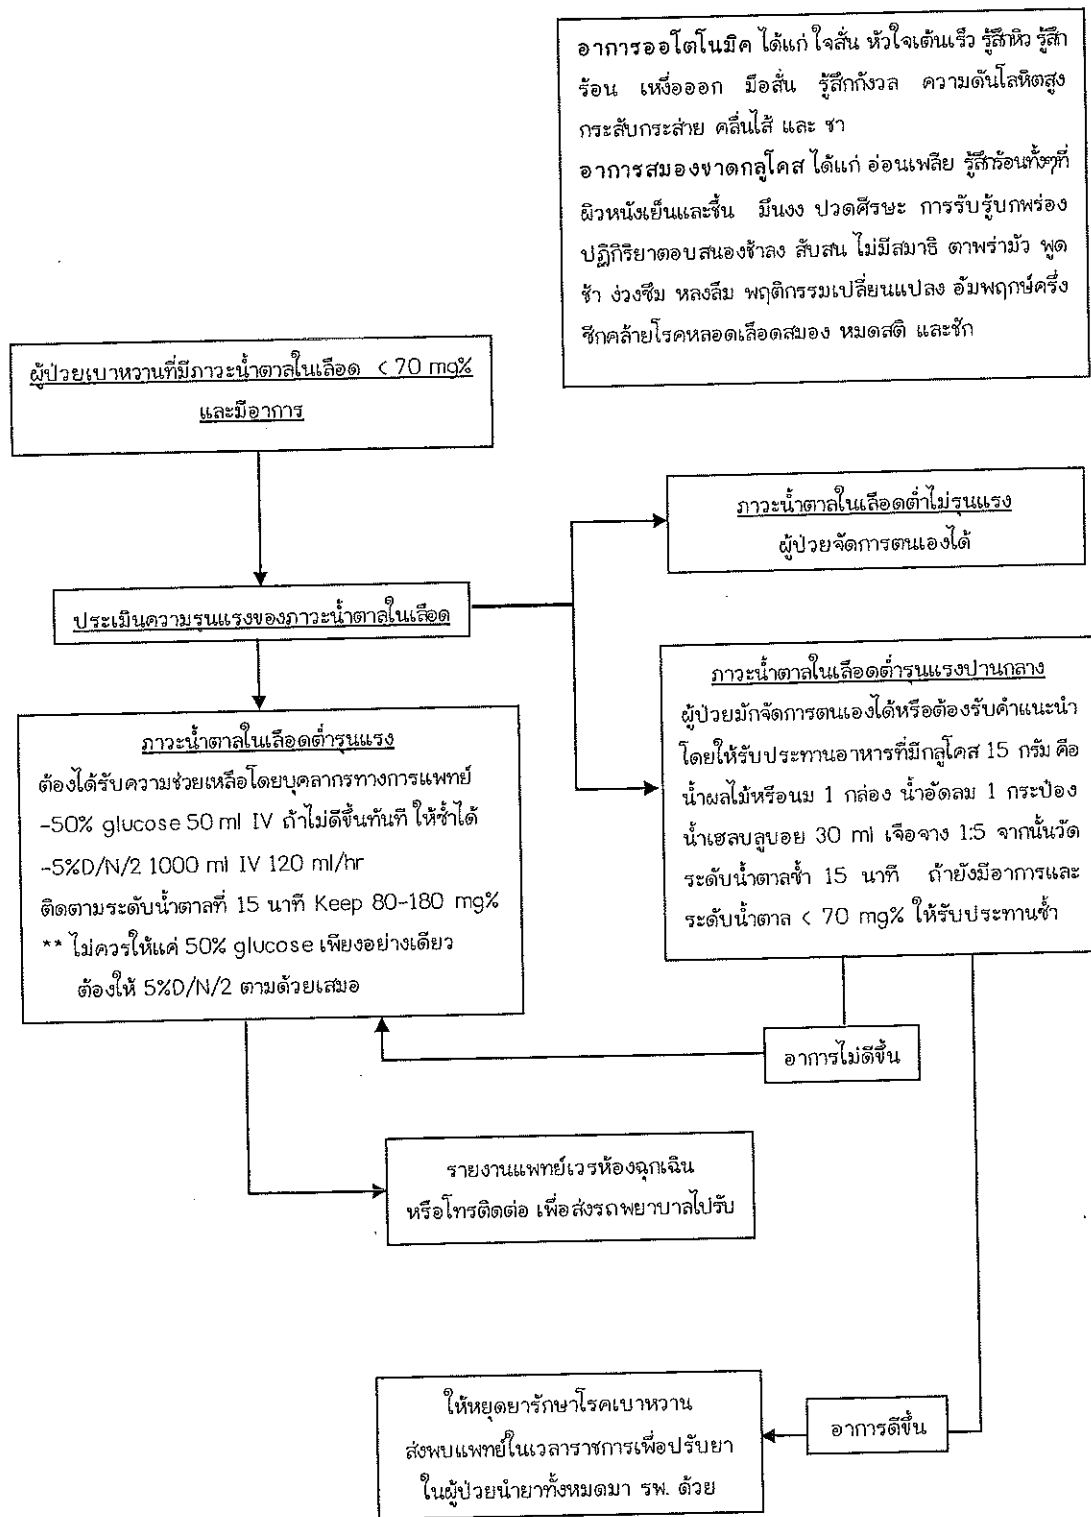 อาการออโตโนมิค ได้แก่ ใจสั่น หัวใจเต้นเร็ว รู้สึกหิว รู้สึก
ร้อน เหงื่อออก มือสั่น รู้สึกกังวล ความดันโลหิตสูง
กระสับกระส่าย คลื่นไส้ และ ชา
อาการสมองขาดกลูโคส ได้แก่ อ่อนเพลีย รู้สึกร้อนทั้งๆที่
ผิวหนังเย็นและชื้น มึนงง ปวดศีรษะ การรับรู้บกพร่อง
ปฏิกิริยาตอบสนองช้าลง สับสน ไม่มีสมาธิ ตาพร่ามัว พูด
ช้า ง่วงซึม หลงลืม พฤติกรรมเปลี่ยนแปลง อัมพฤกษ์ครึ่ง
ซีกคล้ายโรคหลอดเลือดสมอง หมดสติ และชัก
ผู้ป่วยเบาหวานที่มีภาวะน้ำตาลในเลือด < 70 mg%
และมีอาการ
ภาวะน้ำตาลในเลือดต่ำไม่รุนแรง
ผู้ป่วยจัดการตนเองได้
ประเมินความรุนแรงของภาวะน้ำตาลในเลือด
ภาวะน้ำตาลในเลือดต่ำรุนแรงปานกลาง
ผู้ป่วยมักจัดการตนเองได้หรือต้องรับคำแนะนำ
โดยให้รับประทานอาหารที่มีกลูโคส 15 กรัม คือ
น้ำผลไม้หรือนม 1 กล่อง น้ำอัดลม 1 กระป๋อง
น้ำเฮลบลูบอย 30 ml เจือจาง 1:5 จากนั้นวัด
ระดับน้ำตาลซ้ำ 15 นาที ถ้ายังมีอาการและ
ระดับน้ำตาล < 70 mg% ให้รับประทานซ้ำ
ภาวะน้ำตาลในเลือดต่ำรุนแรง
ต้องได้รับความช่วยเหลือโดยบุคลากรทางการแพทย์
-50% glucose 50 ml IV ถ้าไม่ดีขึ้นทันที ให้ซ้ำได้
-5%D/N/2 1000 ml IV 120 ml/hr
ติดตามระดับน้ำตาลที่ 15 นาที Keep 80-180 mg%
** ไม่ควรให้แค่ 50% glucose เพียงอย่างเดียว
ต้องให้ 5%D/N/2 ตามด้วยเสมอ
อาการไม่ดีขึ้น
รายงานแพทย์เวรห้องฉุกเฉิน
หรือโทรติดต่อ เพื่อส่งรถพยาบาลไปรับ
ให้หยุดยารักษาโรคเบาหวาน
ส่งพบแพทย์ในเวลาราชการเพื่อปรับยา
ในผู้ป่วยนำยาทั้งหมดมา รพ. ด้วย
อาการดีขึ้น